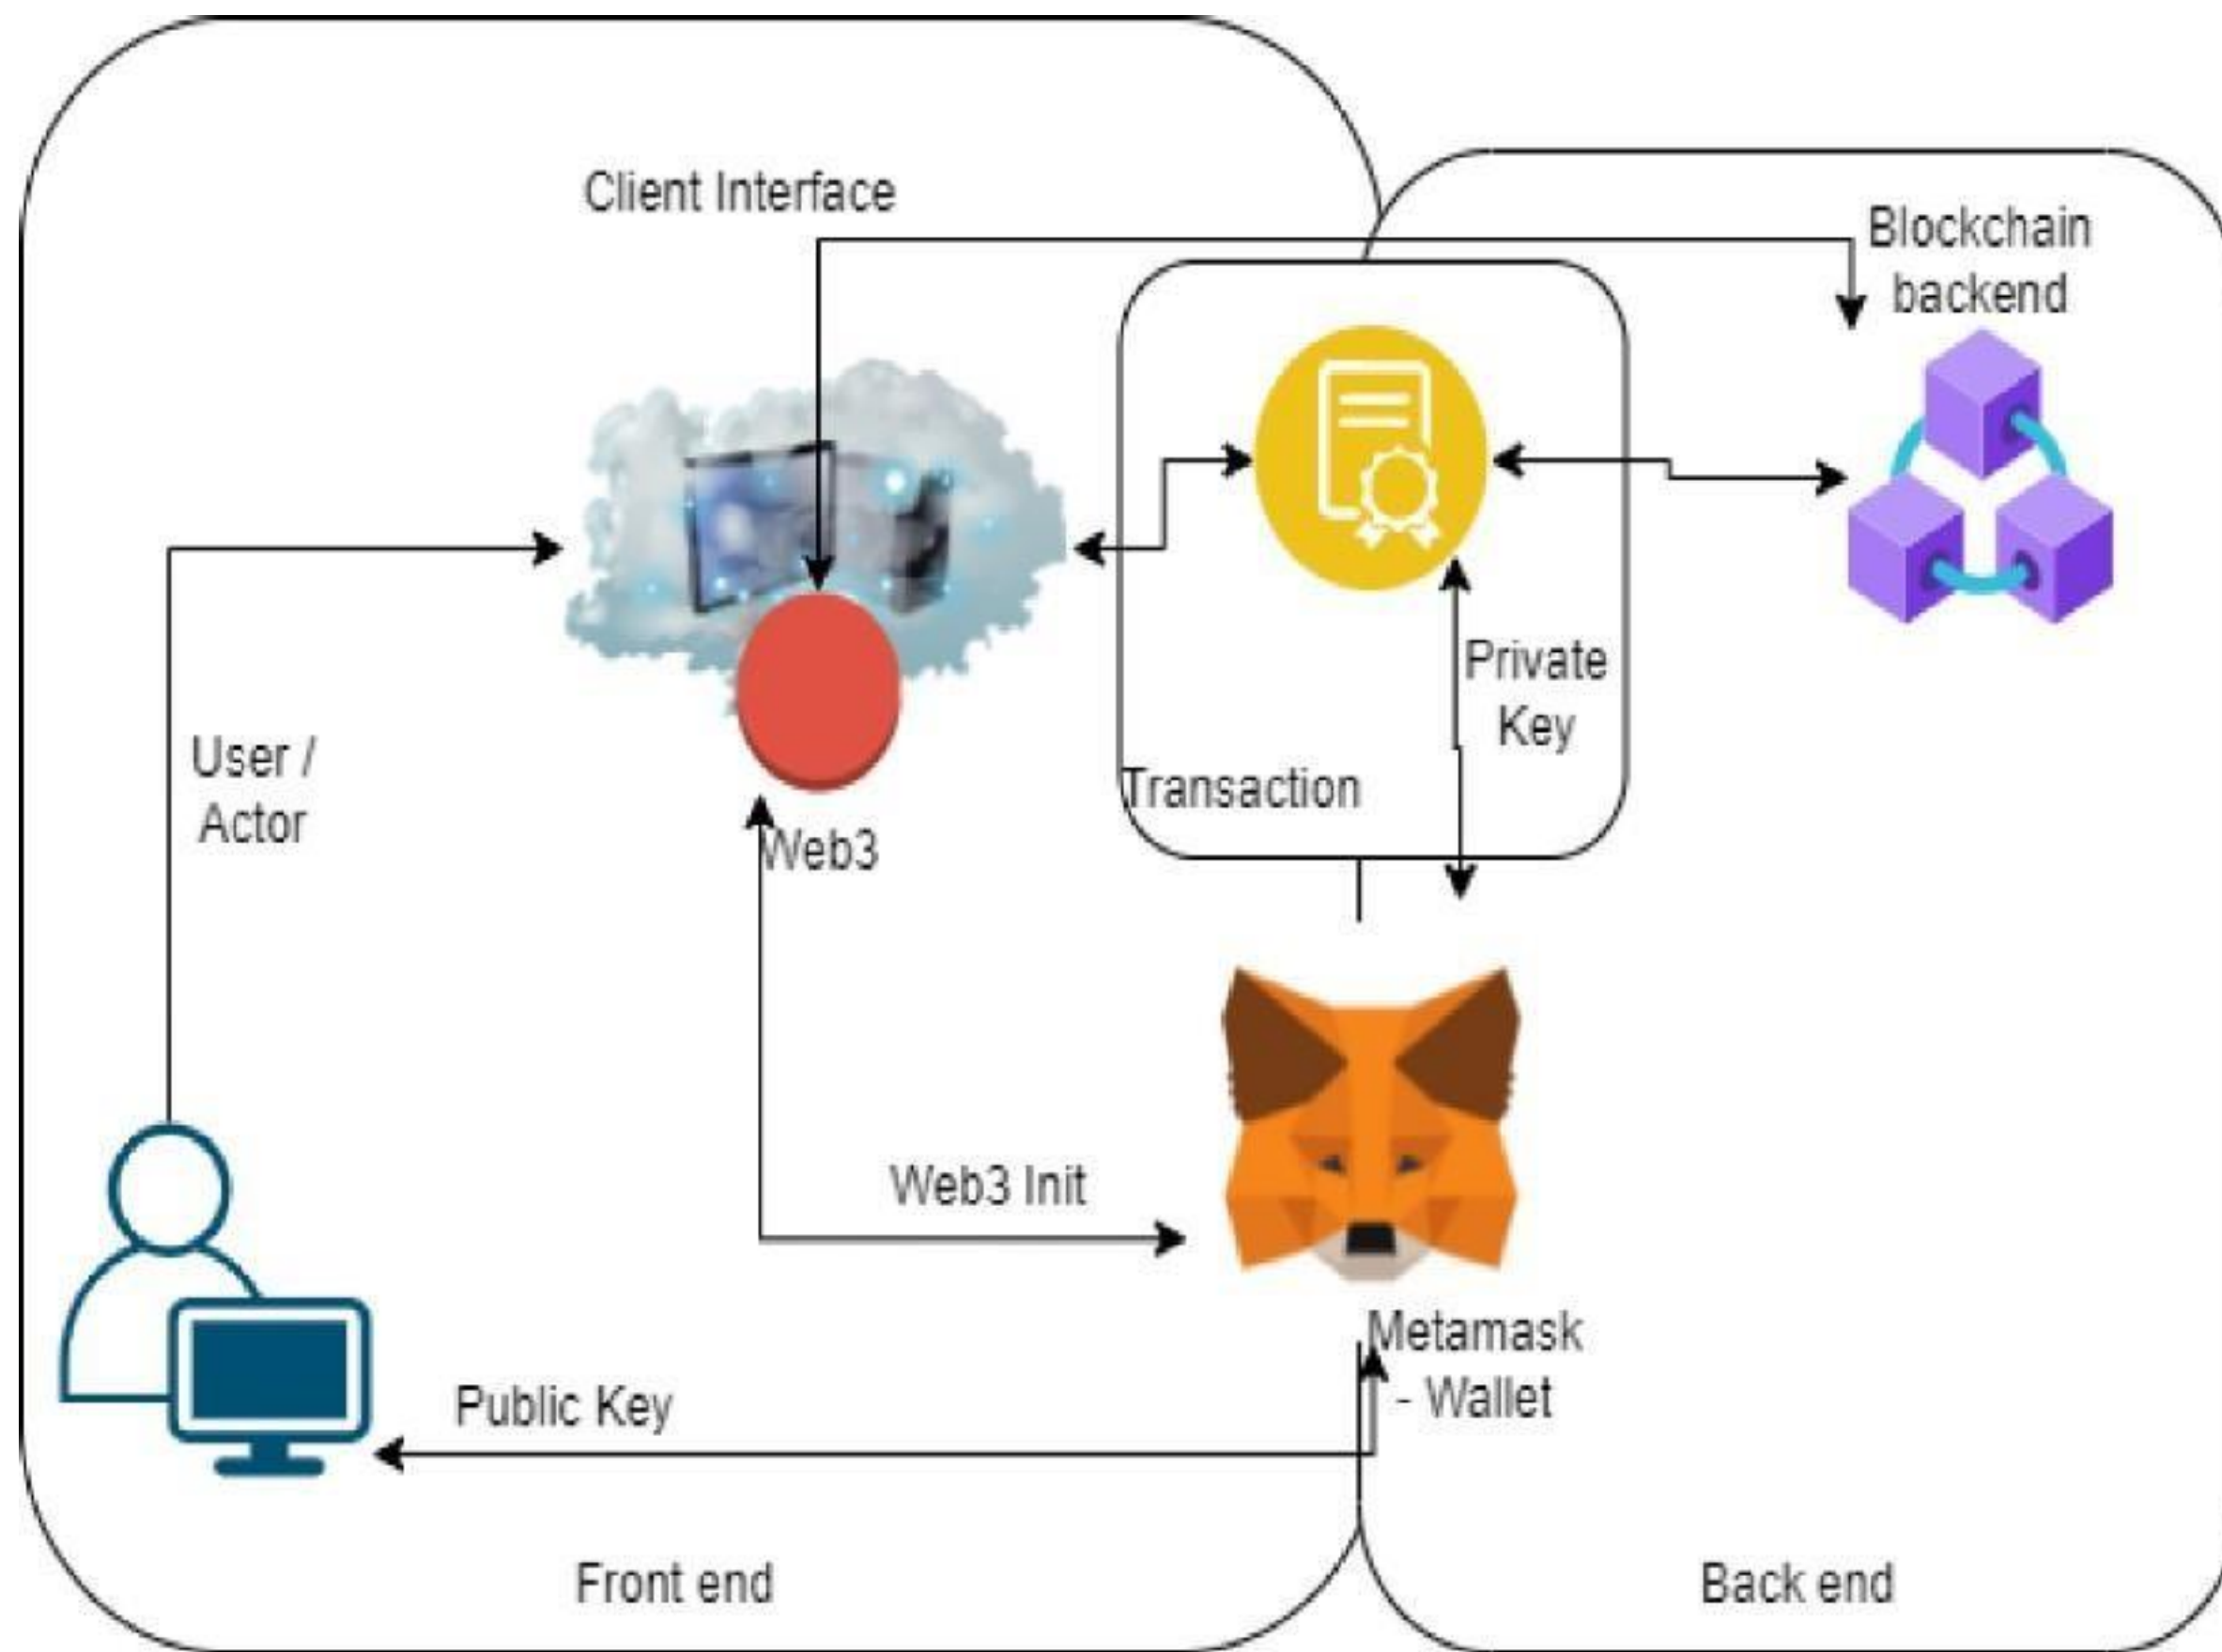 Client Interface
Blockchain
backend
Private
Key
User /
Actor
Transaction
Web3
Web3 Init
Metamask
- Wallet
Public Key
Front end
Back end